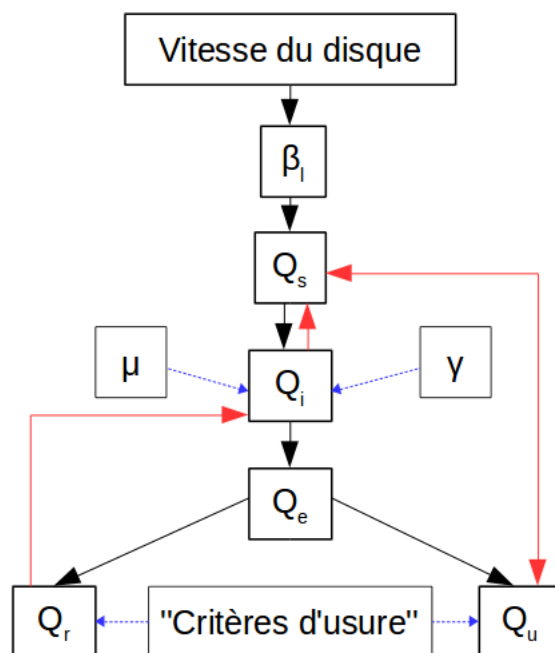 Vitesse du disque
βl
Qs
μ
γ
Qi
Qe
Qr
"Critères d'usure"
Qu